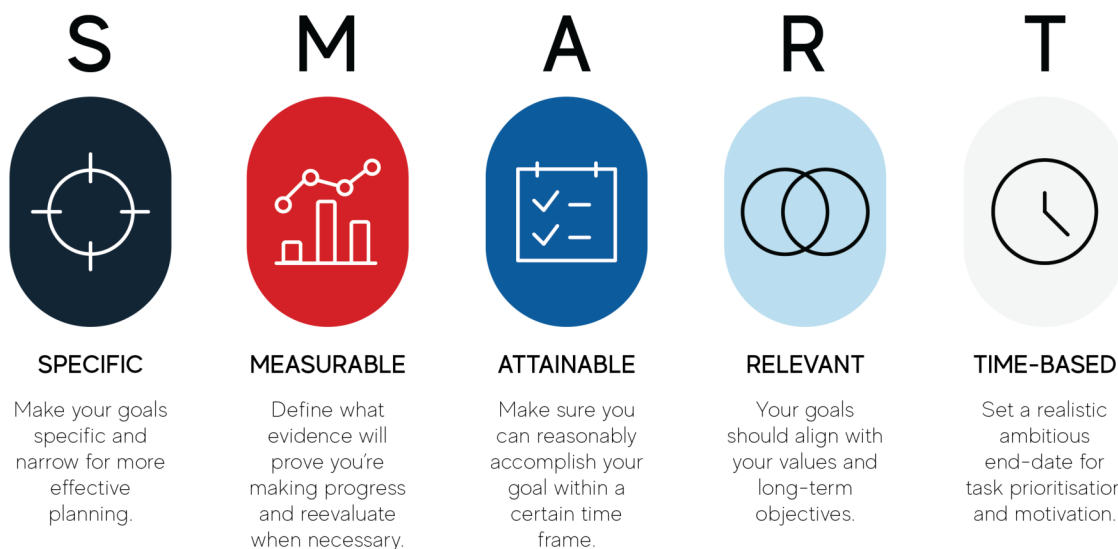 S M A R T
SPECIFIC
Make your goals
specific and
narrow for more
effective
planning.
MEASURABLE
Define what
evidence will
prove you're
making progress
and reevaluate
when necessary.
ATTAINABLE
Make sure you
can reasonably
accomplish your
goal within a
certain time
frame.
RELEVANT
Your goals
should align with
your values and
long-term
objectives.
TIME-BASED
Set a realistic
ambitious
end-date for
task prioritisation
and motivation.